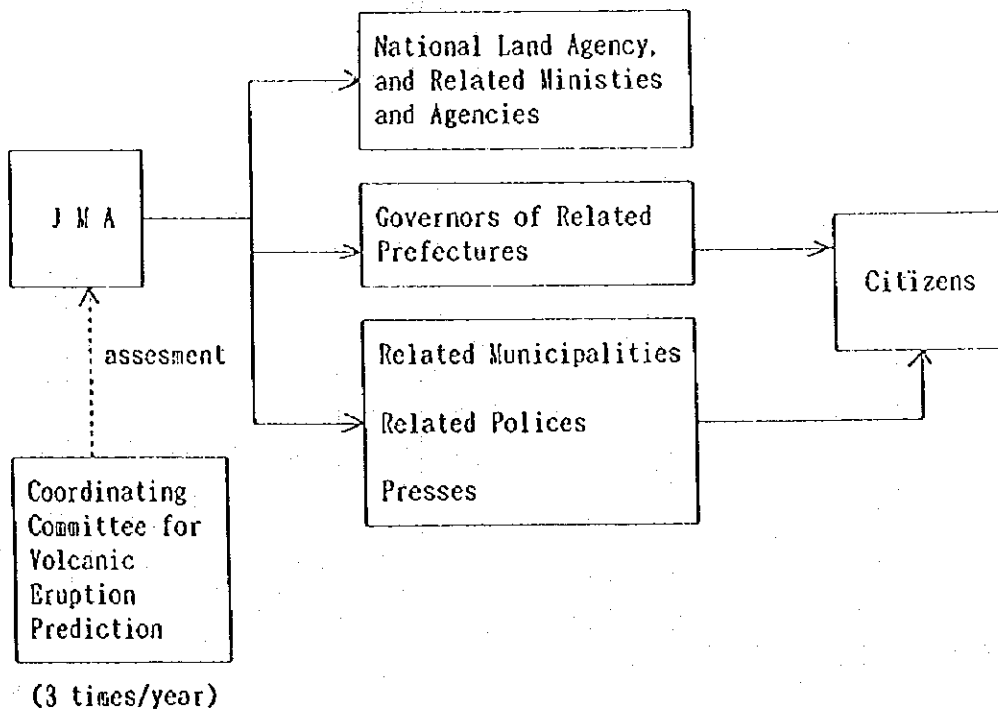 National Land Agency,
and Related Ministies
and Agencies
J M A
Governors of Related
Prefectures
Citizens
assesment
Related Municipalities
Related Polices
Presses
Coordinating
Committee for
Volcanic
Eruption
Prediction
(3 times/year)